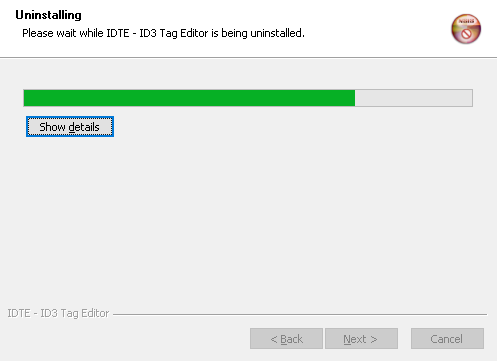 Uninstalling
Please wait while IDTE - ID3 Tag Editor is being uninstalled.
Show details
IDTE - ID3 Tag Editor
< Back
Next >
Cancel